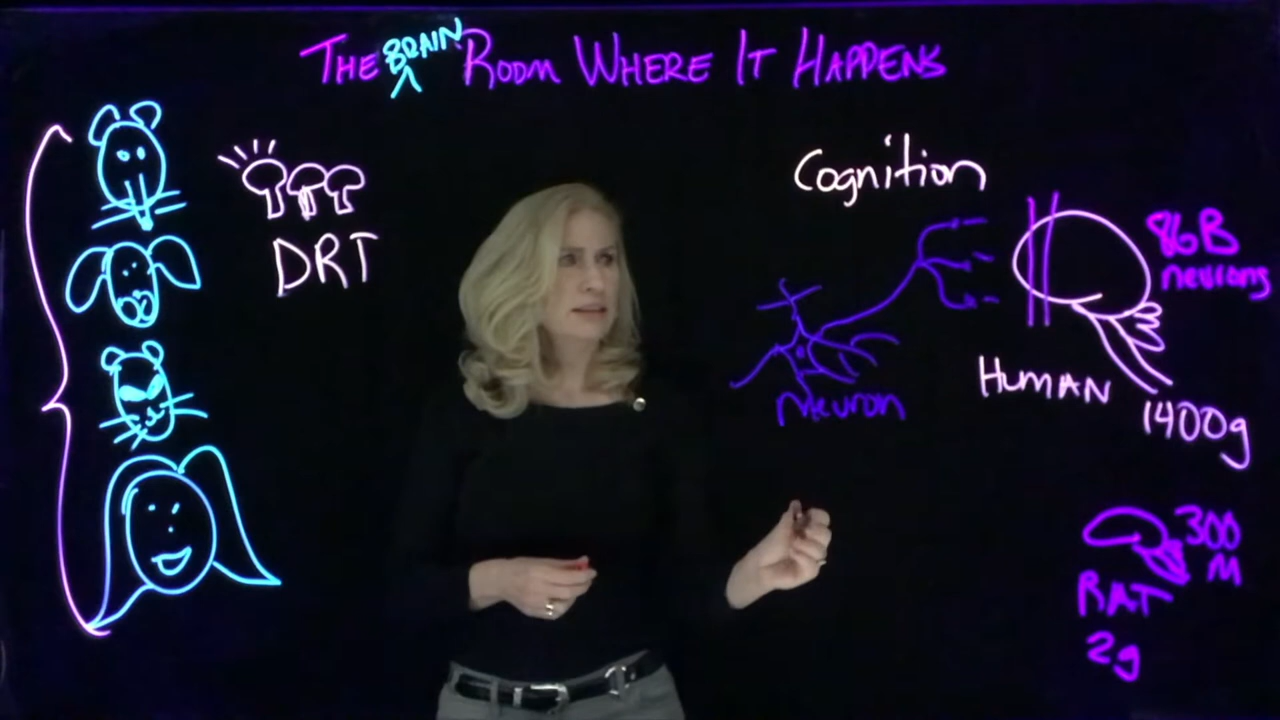 THE BRAIN ROOM WHERE IT HAPPENS
Cognition
DRT
86B
neurons
Neuron
HUMAN
1400g
300
M
RAT
2g